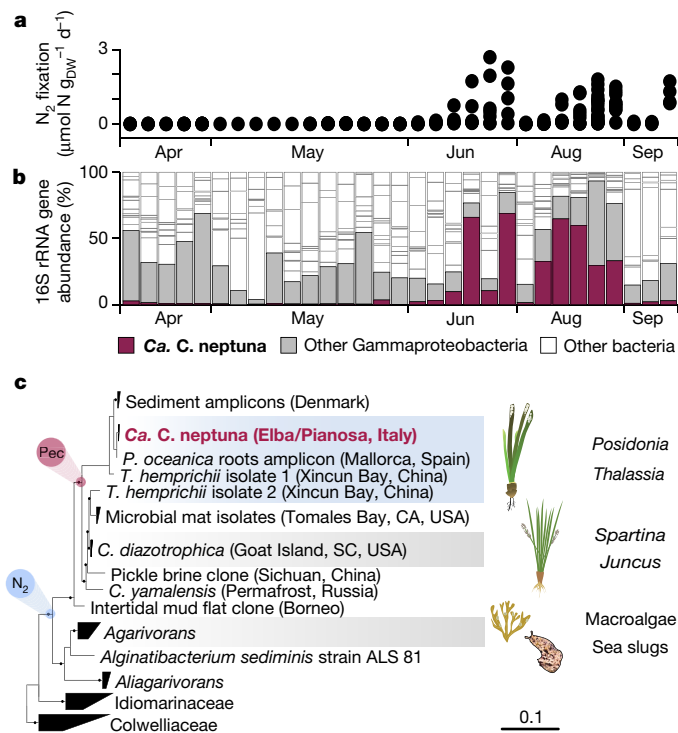 a
N₂ fixation
(μmol N g_DW⁻¹ d⁻¹)
3
0
Apr May Jun Aug Sep
b
16S rRNA gene
abundance (%)
100
50
0
Apr May Jun Aug Sep
Ca. C. neptuna Other Gammaproteobacteria Other bacteria
c
Sediment amplicons (Denmark)
Ca. C. neptuna (Elba/Pianosa, Italy)
Pec
P. oceanica roots amplicon (Mallorca, Spain)
T. hemprichii isolate 1 (Xincun Bay, China)
T. hemprichii isolate 2 (Xincun Bay, China)
Microbial mat isolates (Tomales Bay, CA, USA)
C. diazotrophica (Goat Island, SC, USA)
Pickle brine clone (Sichuan, China)
N₂
C. yamalensis (Permafrost, Russia)
Intertidal mud flat clone (Borneo)
Agarivorans
Alginatibacterium sediminis strain ALS 81
Aliagarivorans
Idiomarinaceae
Colwelliaceae
Posidonia
Thalassia
Spartina
Juncus
Macroalgae
Sea slugs
0.1